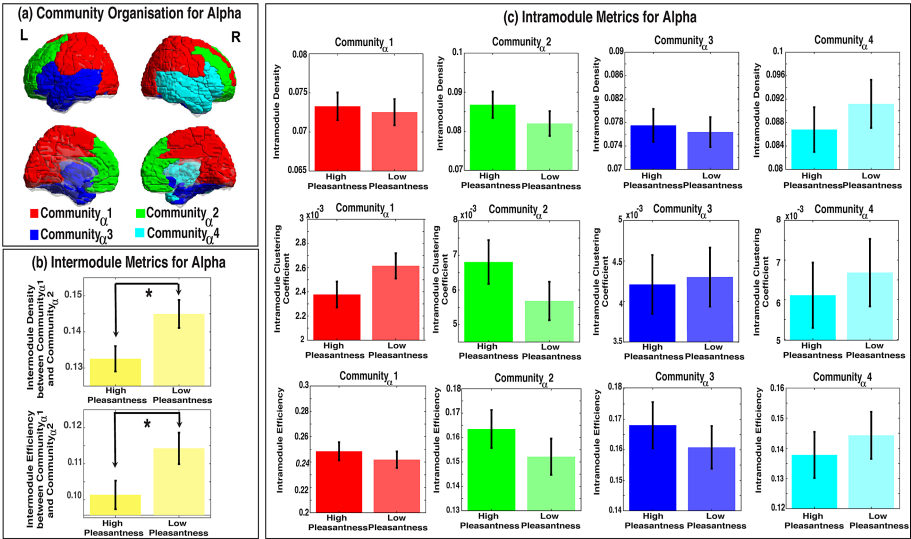 (a) Community Organisation for Alpha
L
R
Communityα1
Communityα2
Communityα3
Communityα4
(b) Intermodule Metrics for Alpha
Intermodule Density
between Communityα1
and Communityα2
0.15
0.14
0.13
*
High
Pleasantness
Low
Pleasantness
Intermodule Efficiency
between Communityα1
and Communityα2
0.12
0.11
0.10
*
High
Pleasantness
Low
Pleasantness
(c) Intramodule Metrics for Alpha
Communityα1
Intramodule Density
0.08
0.075
0.07
0.065
High
Pleasantness
Low
Pleasantness
Communityα2
Intramodule Density
0.1
0.09
0.08
0.07
High
Pleasantness
Low
Pleasantness
Communityα3
Intramodule Density
0.09
0.086
0.082
0.078
0.074
0.07
High
Pleasantness
Low
Pleasantness
Communityα4
Intramodule Density
0.1
0.096
0.092
0.088
0.084
0.08
High
Pleasantness
Low
Pleasantness
Communityα1
Intramodule Clustering
Coefficient
x10-3
3
2.8
2.6
2.4
2.2
2
High
Pleasantness
Low
Pleasantness
Communityα2
Intramodule Clustering
Coefficient
x10-3
8
7
6
5
High
Pleasantness
Low
Pleasantness
Communityα3
Intramodule Clustering
Coefficient
x10-3
5
4.5
4
3.5
High
Pleasantness
Low
Pleasantness
Communityα4
Intramodule Clustering
Coefficient
x10-3
8
7
6
5
High
Pleasantness
Low
Pleasantness
Communityα1
Intramodule Efficiency
0.3
0.28
0.26
0.24
0.22
0.2
High
Pleasantness
Low
Pleasantness
Communityα2
Intramodule Efficiency
0.18
0.17
0.16
0.15
0.14
0.13
High
Pleasantness
Low
Pleasantness
Communityα3
Intramodule Efficiency
0.18
0.17
0.16
0.15
0.14
High
Pleasantness
Low
Pleasantness
Communityα4
Intramodule Efficiency
0.16
0.15
0.14
0.13
0.12
High
Pleasantness
Low
Pleasantness